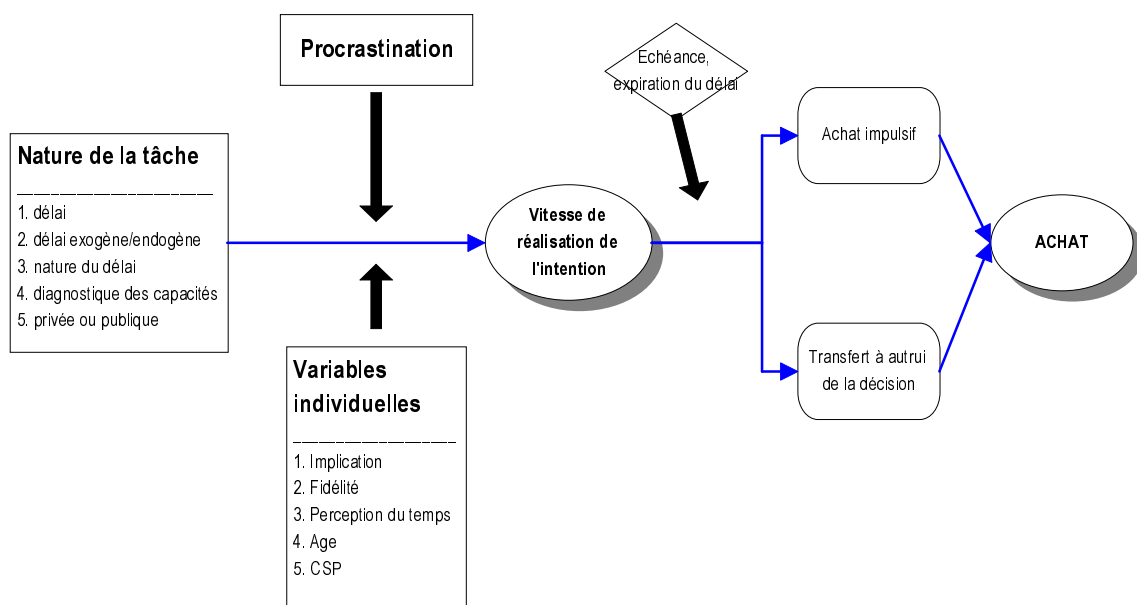 Procrastination
Echéance,
expiration du délai
Achat impulsif
Nature de la tâche
1. délai
2. délai exogène/endogène
3. nature du délai
4. diagnostique des capacités
5. privée ou publique
Vitesse de
réalisation de
l'intention
ACHAT
Variables
individuelles
1. Implication
2. Fidélité
3. Perception du temps
4. Age
5. CSP
Transfert à autrui
de la décision